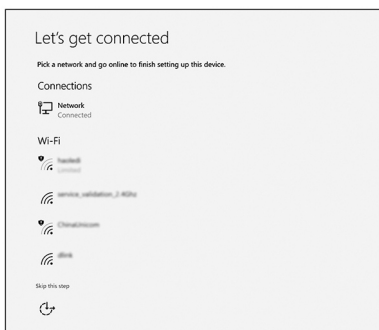 Let's get connected
Pick a network and go online to finish setting up this device.
Connections
Network
Connected
Wi-Fi
Limited
service_validation_2.4Ghz
ChinaUnicom
dlink
Skip this step